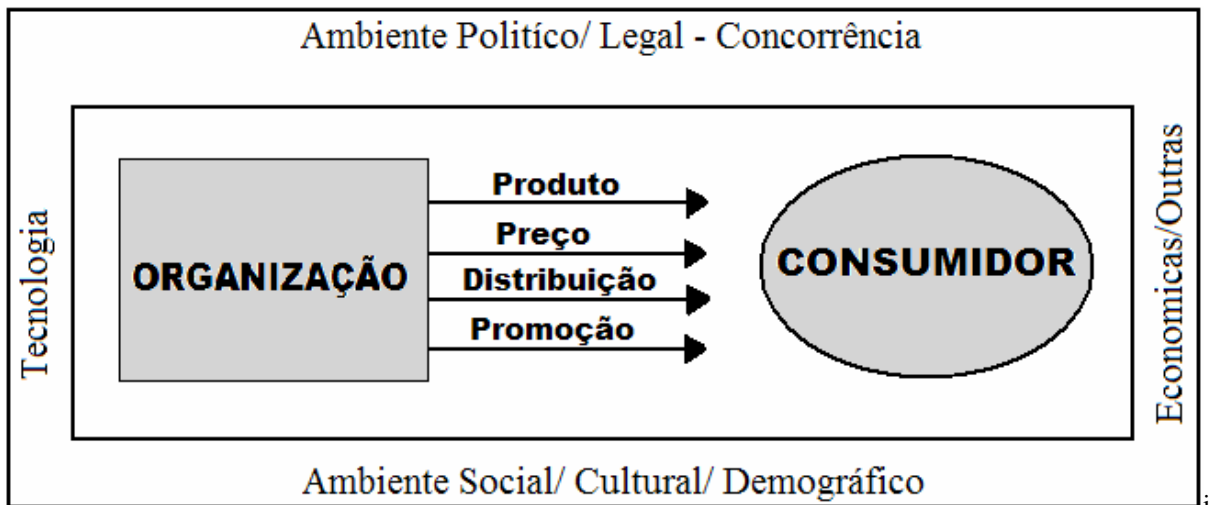 Ambiente Politíco/ Legal - Concorrência
Tecnologia
ORGANIZAÇÃO
Produto
Preço
Distribuição
Promoção
CONSUMIDOR
Economicas/Outras
Ambiente Social/ Cultural/ Demográfico